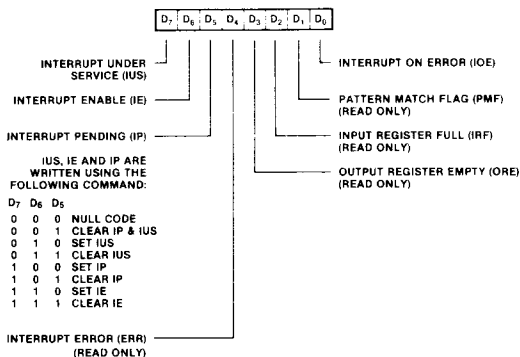 D7 D6 D5 D4 D3 D2 D1 D0
INTERRUPT UNDER
SERVICE (IUS)
INTERRUPT ENABLE (IE)
INTERRUPT PENDING (IP)
IUS, IE AND IP ARE
WRITTEN USING THE
FOLLOWING COMMAND:
D7 D6 D5
0 0 0 NULL CODE
0 0 1 CLEAR IP & IUS
0 1 0 SET IUS
0 1 1 CLEAR IUS
1 0 0 SET IP
1 0 1 CLEAR IP
1 1 0 SET IE
1 1 1 CLEAR IE
INTERRUPT ERROR (ERR)
(READ ONLY)
INTERRUPT ON ERROR (IOE)
PATTERN MATCH FLAG (PMF)
(READ ONLY)
INPUT REGISTER FULL (IRF)
(READ ONLY)
OUTPUT REGISTER EMPTY (ORE)
(READ ONLY)